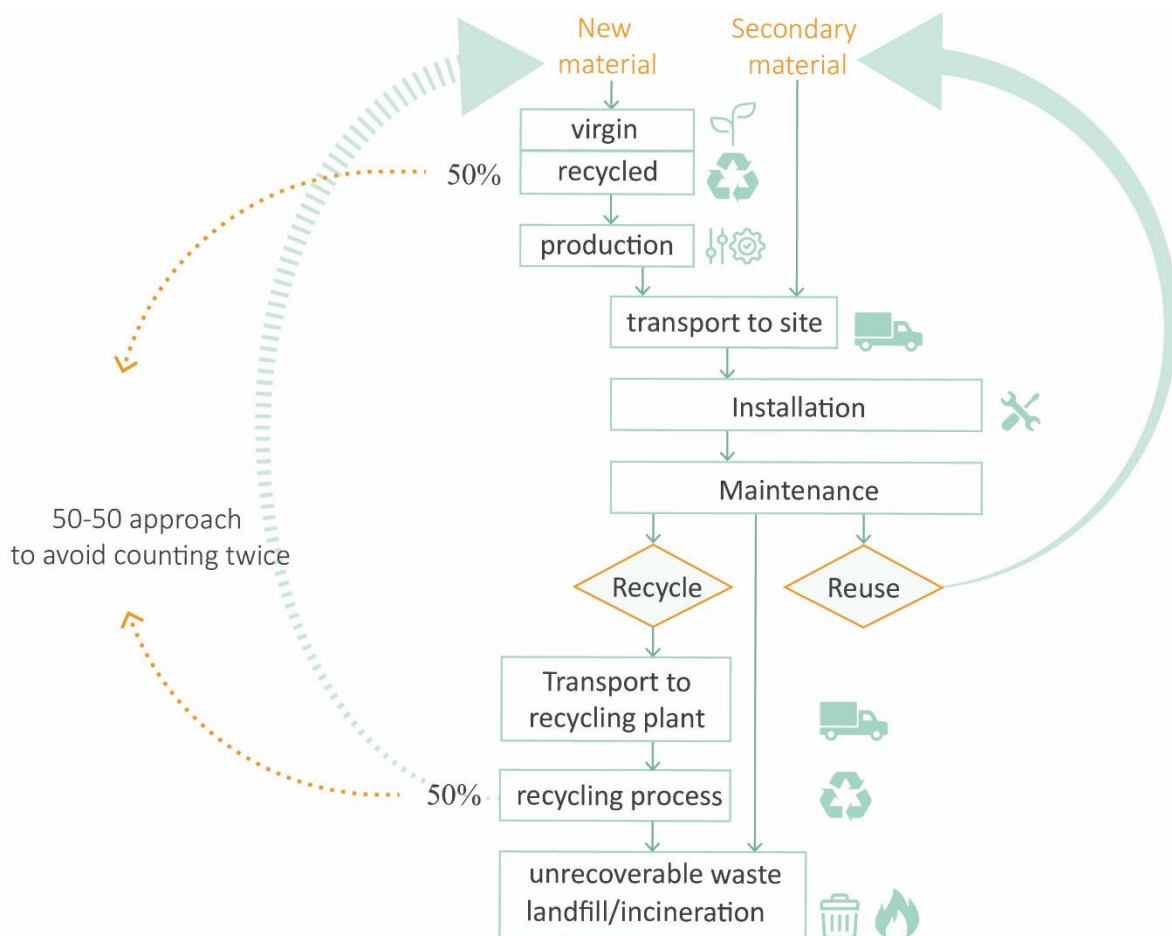 New
material
Secondary
material
virgin
50%
recycled
production
transport to site
Installation
Maintenance
50-50 approach
to avoid counting twice
Recycle
Reuse
Transport to
recycling plant
50%
recycling process
unrecoverable waste
landfill/incineration